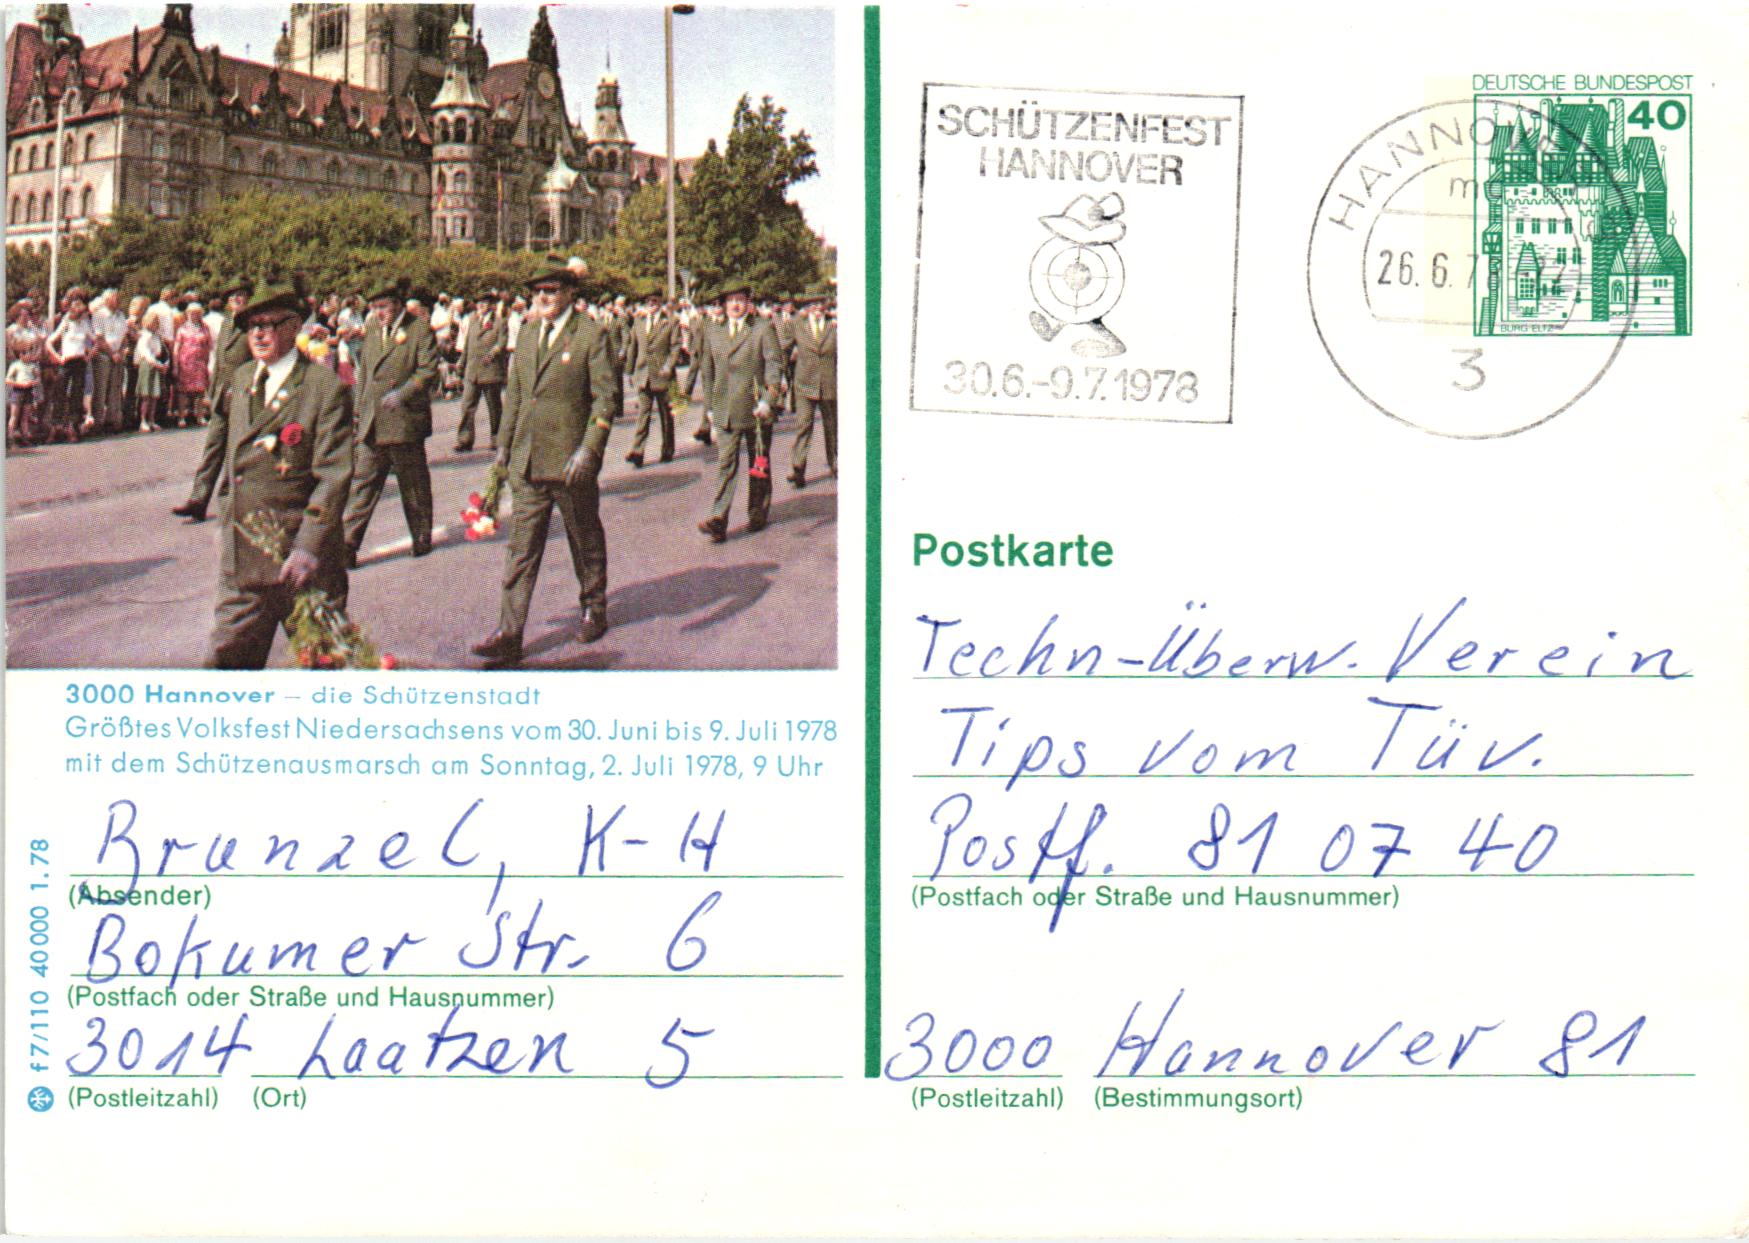 3000 Hannover – die Schützenstadt
Größtes Volksfest Niedersachsens vom 30. Juni bis 9. Juli 1978
mit dem Schützenausmarsch am Sonntag, 2. Juli 1978, 9 Uhr
Brunzel, K-H
(Absender)
Bokumer Str. 6
(Postfach oder Straße und Hausnummer)
3014 Laatzen 5
(Postleitzahl) (Ort)
f 7/110 40 000 1.78
SCHÜTZENFEST
HANNOVER
30.6.-9.7.1978
HANNOVER
26.6.7
3
DEUTSCHE BUNDESPOST
40
BURG ELTZ
Postkarte
Techn-Überw. Verein
Tips vom Tüv.
Postf. 81 07 40
(Postfach oder Straße und Hausnummer)
3000 Hannover 81
(Postleitzahl) (Bestimmungsort)